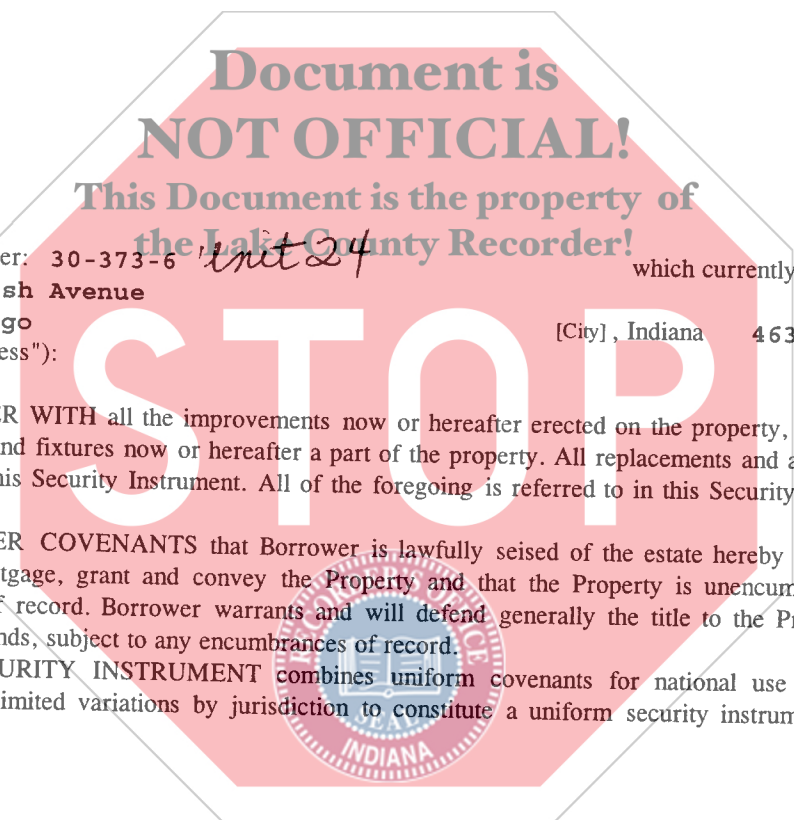 Document is
NOT OFFICIAL!
This Document is the property of
the Lake County Recorder!
er: 30-373-6 Unit 24 which currently
sh Avenue
go [City], Indiana 463
ess"):
STOP
R WITH all the improvements now or hereafter erected on the property,
nd fixtures now or hereafter a part of the property. All replacements and a
his Security Instrument. All of the foregoing is referred to in this Security
ER COVENANTS that Borrower is lawfully seised of the estate hereby
tgage, grant and convey the Property and that the Property is unencum
f record. Borrower warrants and will defend generally the title to the Pr
nds, subject to any encumbrances of record.
URITY INSTRUMENT combines uniform covenants for national use
imited variations by jurisdiction to constitute a uniform security instrum
RECORDER'S OFFICE
SEAL
INDIANA